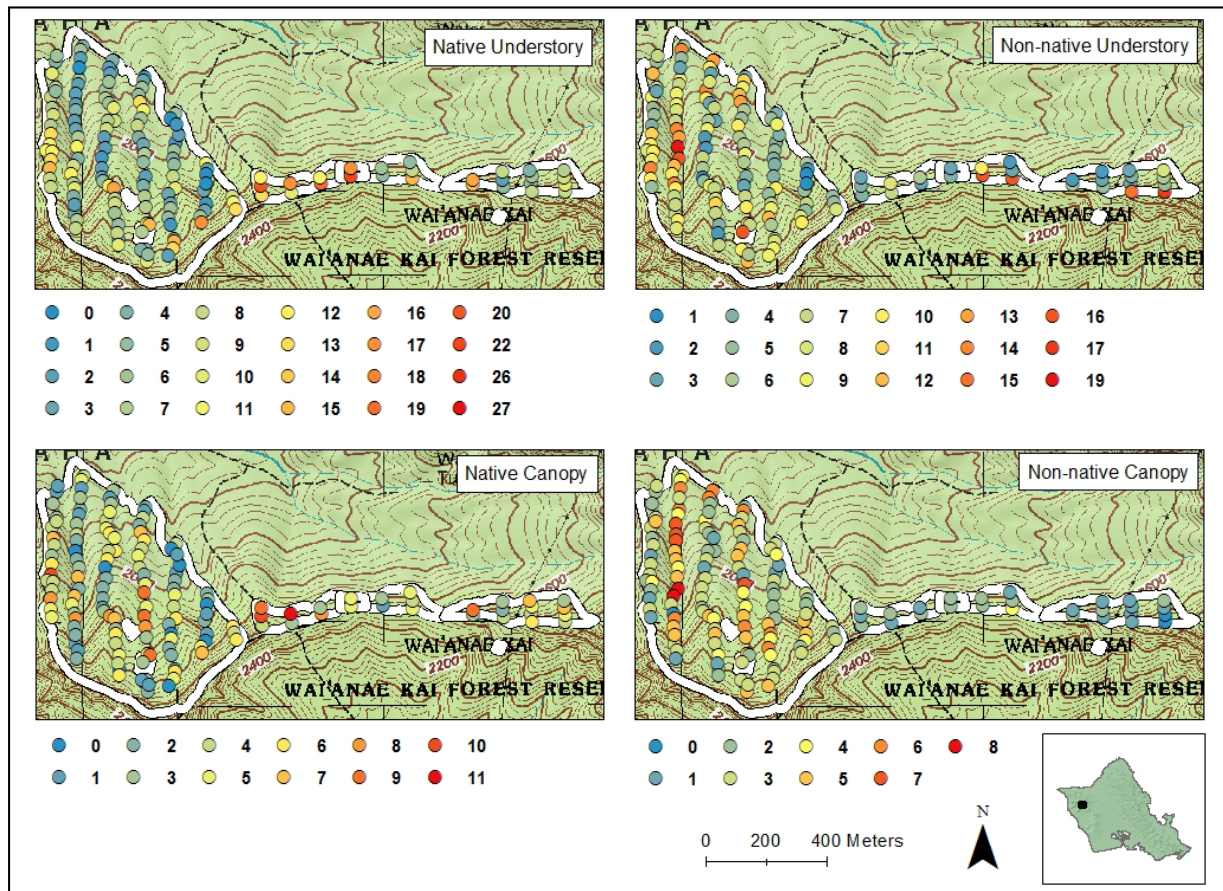 A H A
Native Understory
WAI'ANAE KAI
2400
2200
WAI'ANAE KAI FOREST RESE
0 4 8 12 16 20
1 5 9 13 17 22
2 6 10 14 18 26
3 7 11 15 19 27
A H A
Non-native Understory
WAI'ANAE KAI
2400
2200
WAI'ANAE KAI FOREST RESE
1 4 7 10 13 16
2 5 8 11 14 17
3 6 9 12 15 19
Native Canopy
WAI'ANAE KAI
2400
2200
WAI'ANAE KAI FOREST RESE
0 2 4 6 8 10
1 3 5 7 9 11
Non-native Canopy
WAI'ANAE KAI
2400
2200
WAI'ANAE KAI FOREST RESE
0 2 4 6 8
1 3 5 7
0 200 400 Meters
N